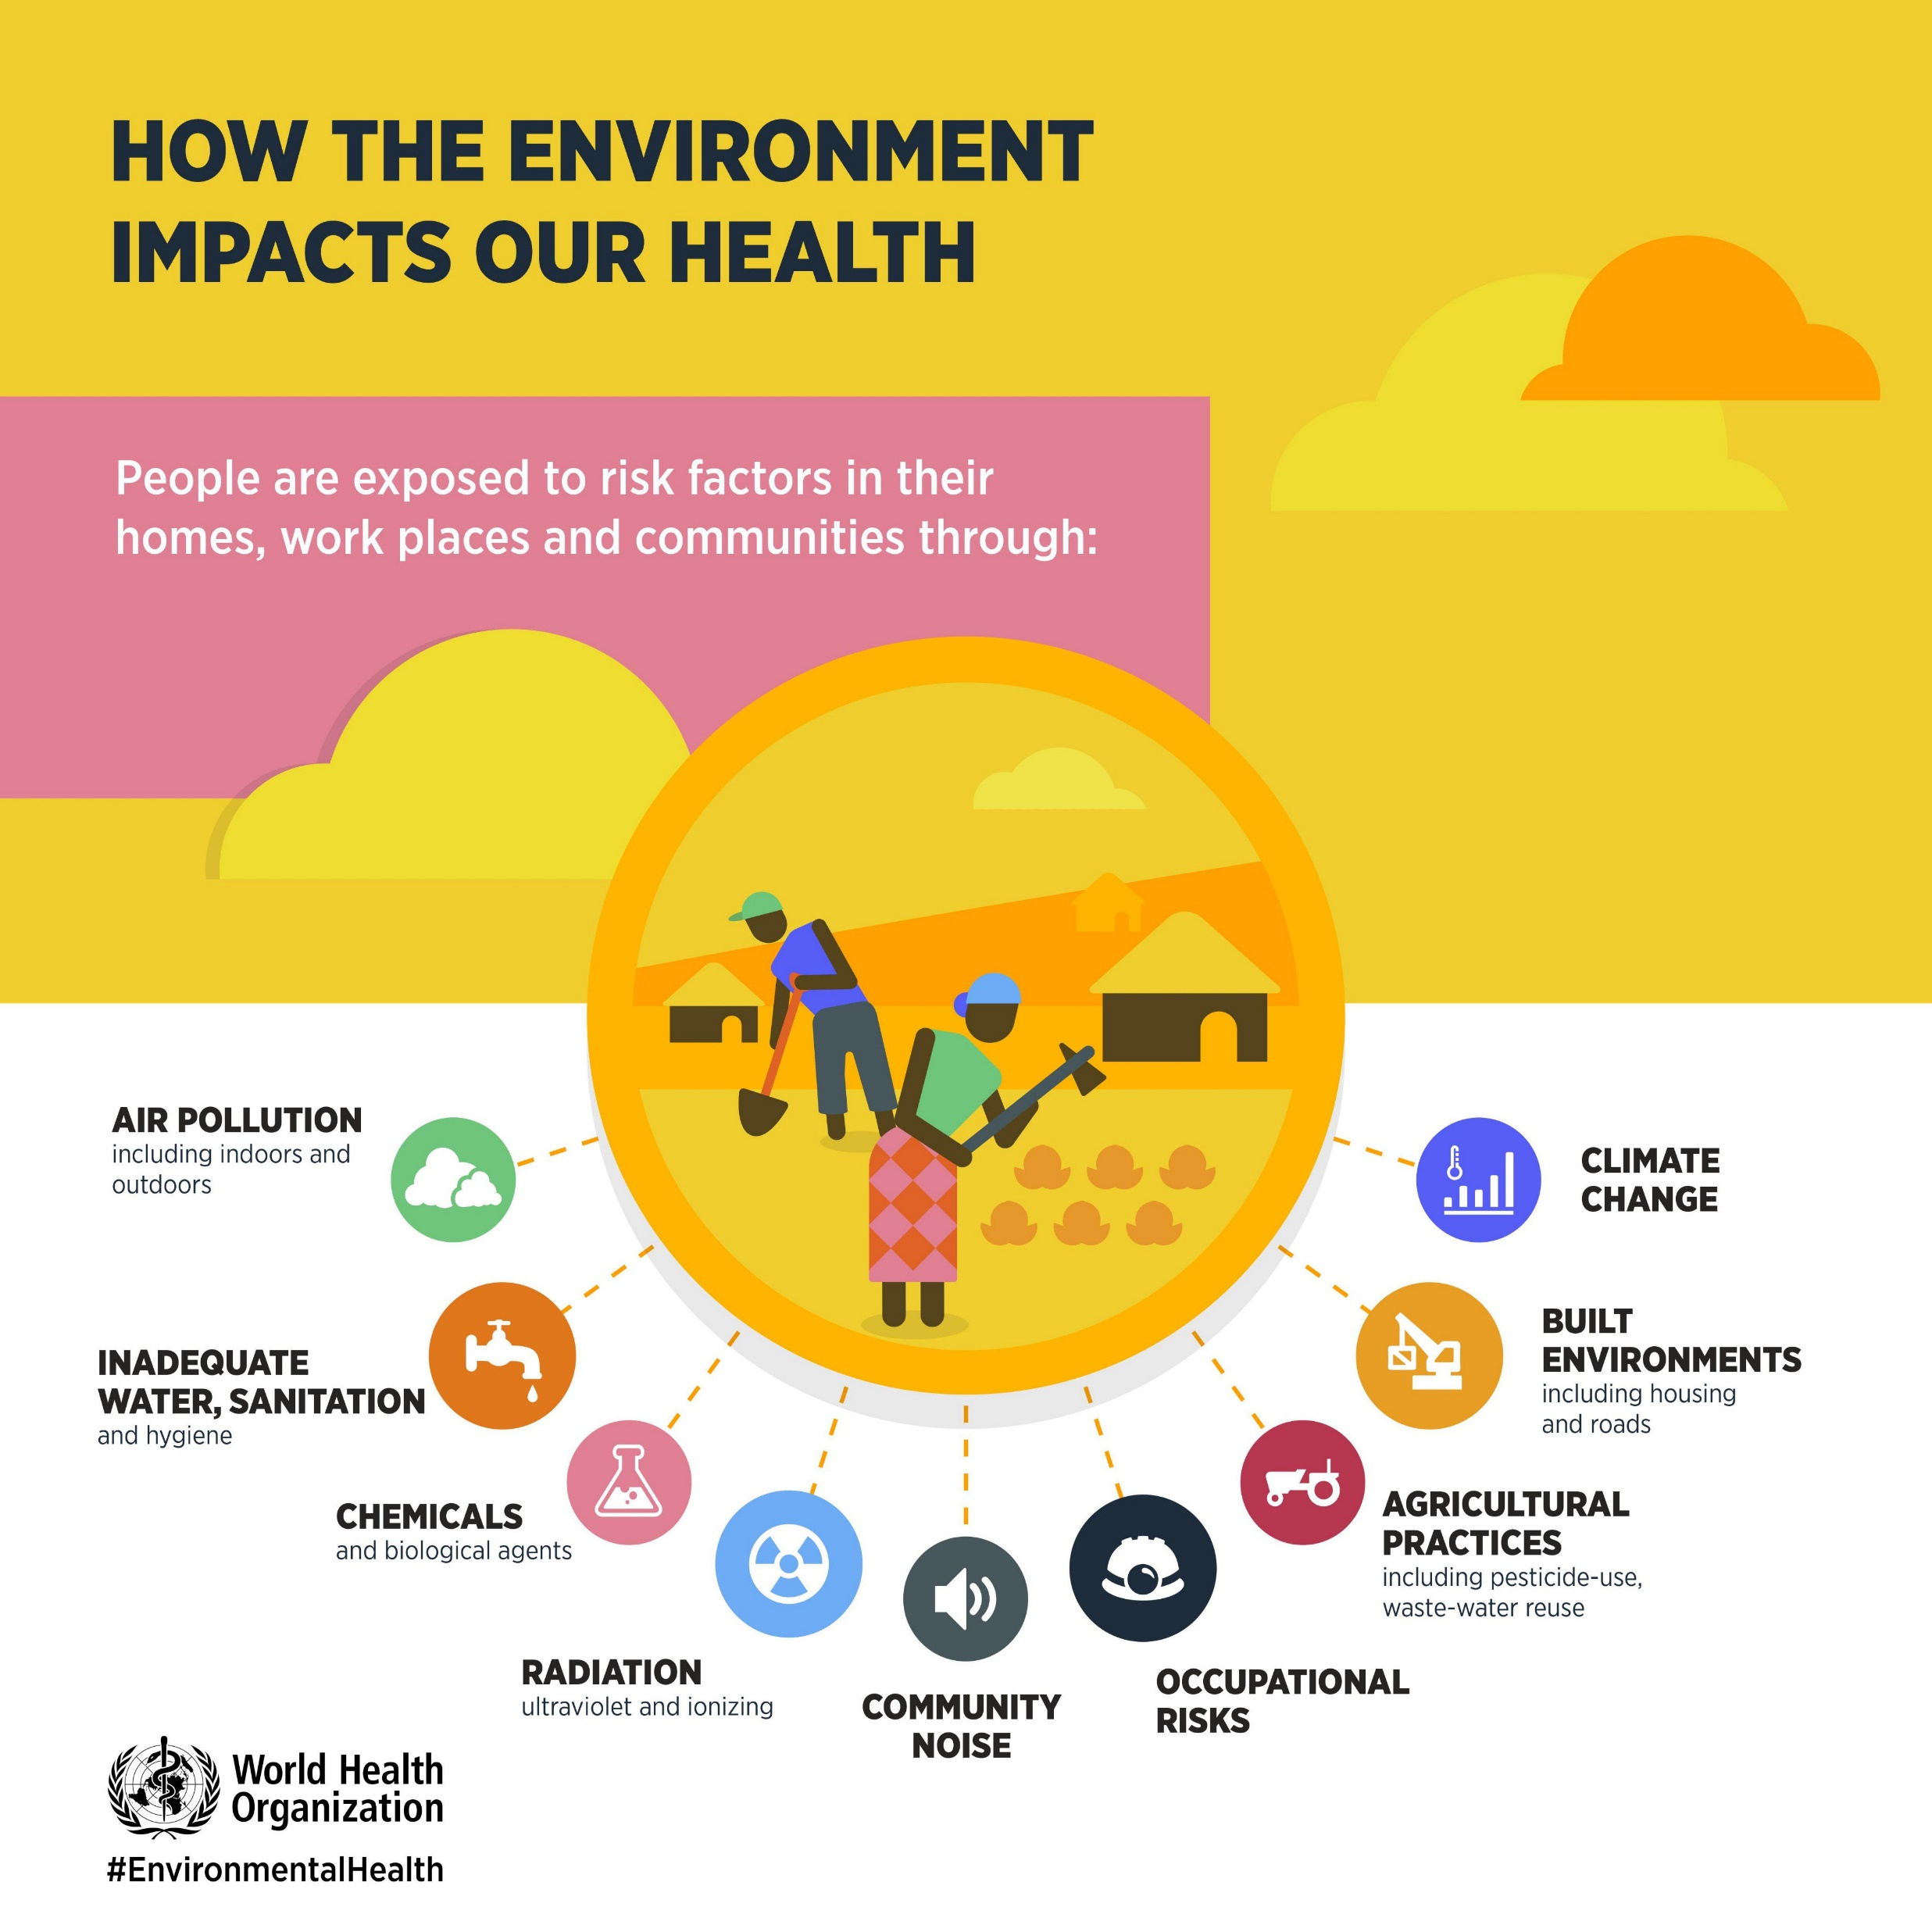 HOW THE ENVIRONMENT
IMPACTS OUR HEALTH
People are exposed to risk factors in their
homes, work places and communities through:
AIR POLLUTION
including indoors and
outdoors
INADEQUATE
WATER, SANITATION
and hygiene
CHEMICALS
and biological agents
RADIATION
ultraviolet and ionizing
COMMUNITY
NOISE
OCCUPATIONAL
RISKS
AGRICULTURAL
PRACTICES
including pesticide-use,
waste-water reuse
BUILT
ENVIRONMENTS
including housing
and roads
CLIMATE
CHANGE
World Health
Organization
#EnvironmentalHealth